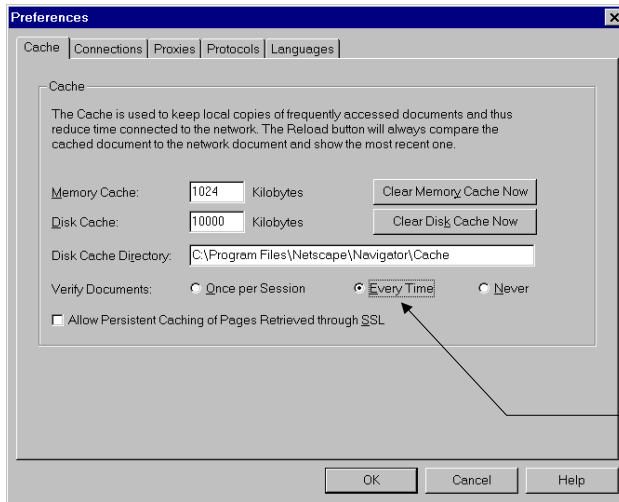 Preferences
Cache Connections Proxies Protocols Languages
Cache
The Cache is used to keep local copies of frequently accessed documents and thus
reduce time connected to the network. The Reload button will always compare the
cached document to the network document and show the most recent one.
Memory Cache: 1024 Kilobytes Clear Memory Cache Now
Disk Cache: 10000 Kilobytes Clear Disk Cache Now
Disk Cache Directory: C:\Program Files\Netscape\Navigator\Cache
Verify Documents: Once per Session Every Time Never
Allow Persistent Caching of Pages Retrieved through SSL
OK Cancel Help